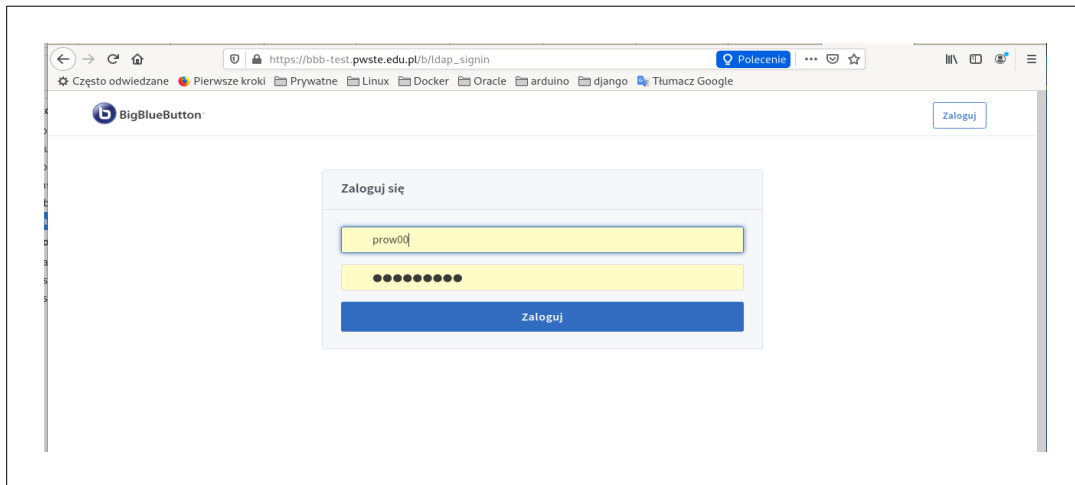 https://bbb-test.pwste.edu.pl/b/ldap_signin Polecenie
Często odwiedzane Pierwsze kroki Prywatne Linux Docker Oracle arduino django Tłumacz Google
BigBlueButton Zaloguj
Zaloguj się
prow00
Zaloguj